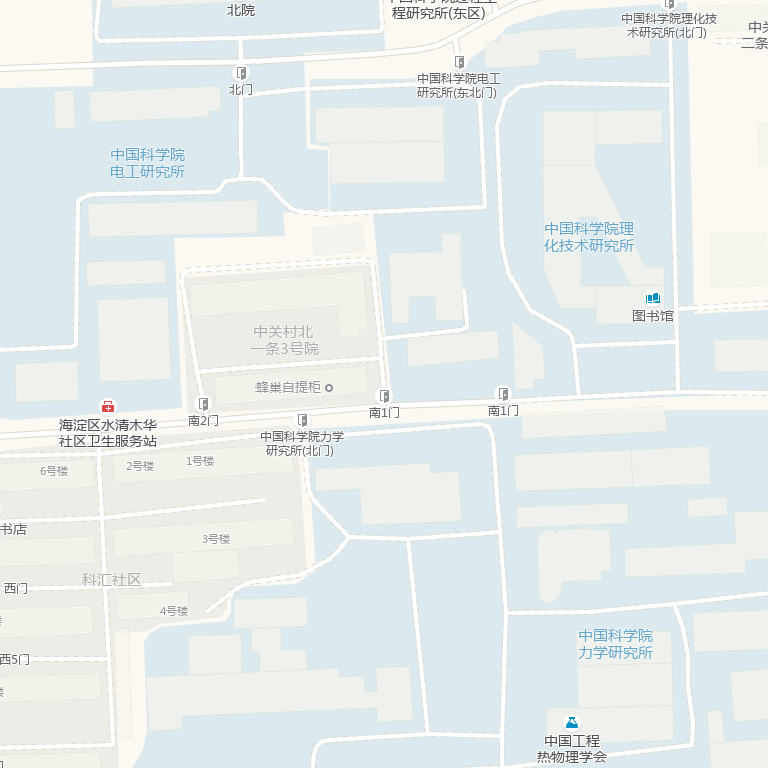 北院
程研究所(东区)
中国科学院理化技
术研究所(北门)
中关
二条
北门
中国科学院电工
研究所(东北门)
中国科学院
电工研究所
中国科学院理
化技术研究所
图书馆
中关村北
一条3号院
蜂巢自提柜
南2门
南1门
南1门
海淀区水清木华
社区卫生服务站
中国科学院力学
研究所(北门)
6号楼
2号楼
1号楼
书店
3号楼
科汇社区
西门
4号楼
西5门
中国科学院
力学研究所
中国工程
热物理学会